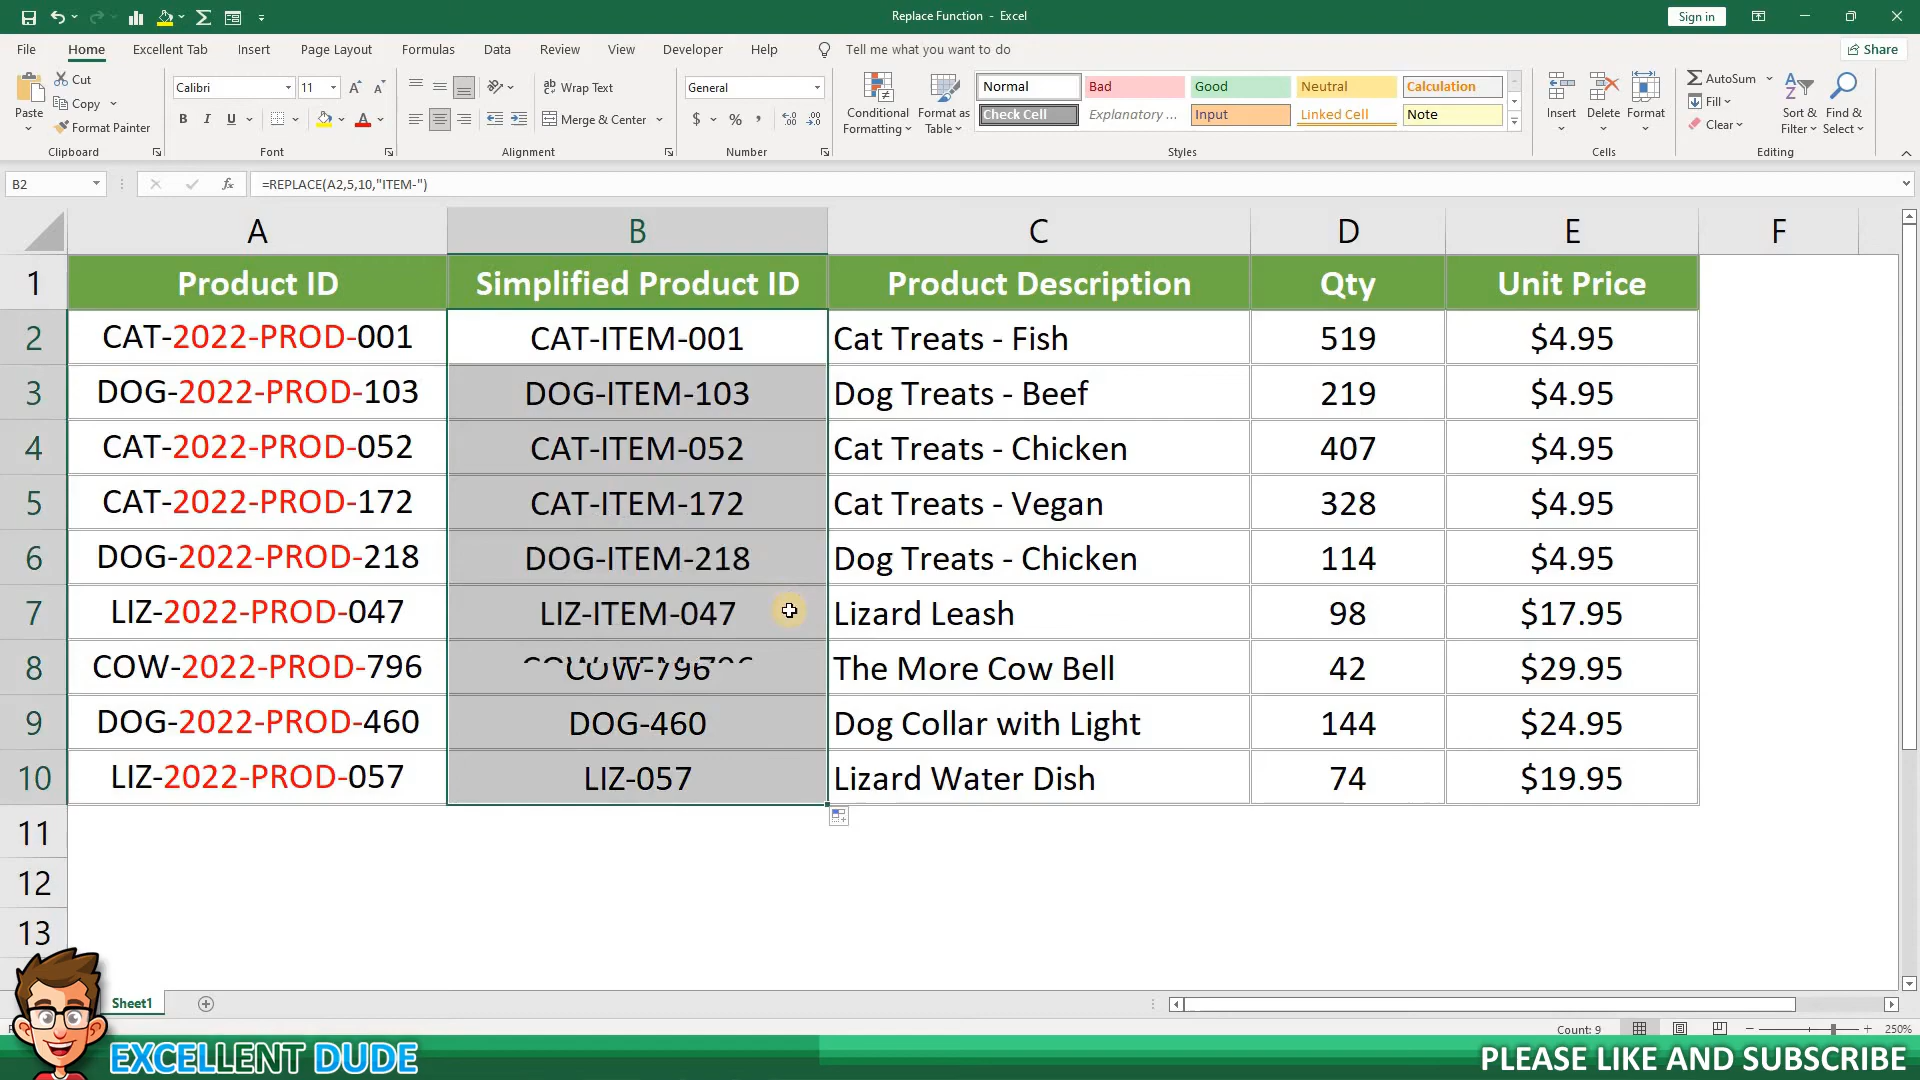 Replace Function - Excel
Sign in
File Home Excellent Tab Insert Page Layout Formulas Data Review View Developer Help Tell me what you want to do Share
Paste
Cut
Copy
Format Painter
Clipboard
Calibri 11
B I U
Font
Wrap Text
Merge & Center
Alignment
General
$ % ,
Number
Conditional Formatting
Format as Table
Normal Bad Good Neutral Calculation
Check Cell Explanatory ... Input Linked Cell Note
Styles
Insert Delete Format
Cells
AutoSum
Fill
Clear
Sort & Filter
Find & Select
Editing
B2 fx =REPLACE(A2,5,10,"ITEM-")
A B C D E F
1 Product ID Simplified Product ID Product Description Qty Unit Price
2 CAT-2022-PROD-001 CAT-ITEM-001 Cat Treats - Fish 519 $4.95
3 DOG-2022-PROD-103 DOG-ITEM-103 Dog Treats - Beef 219 $4.95
4 CAT-2022-PROD-052 CAT-ITEM-052 Cat Treats - Chicken 407 $4.95
5 CAT-2022-PROD-172 CAT-ITEM-172 Cat Treats - Vegan 328 $4.95
6 DOG-2022-PROD-218 DOG-ITEM-218 Dog Treats - Chicken 114 $4.95
7 LIZ-2022-PROD-047 LIZ-ITEM-047 Lizard Leash 98 $17.95
8 COW-2022-PROD-796 COW-796 The More Cow Bell 42 $29.95
9 DOG-2022-PROD-460 DOG-460 Dog Collar with Light 144 $24.95
10 LIZ-2022-PROD-057 LIZ-057 Lizard Water Dish 74 $19.95
11
12
13
Sheet1
Count: 9 250%
EXCELLENT DUDE PLEASE LIKE AND SUBSCRIBE